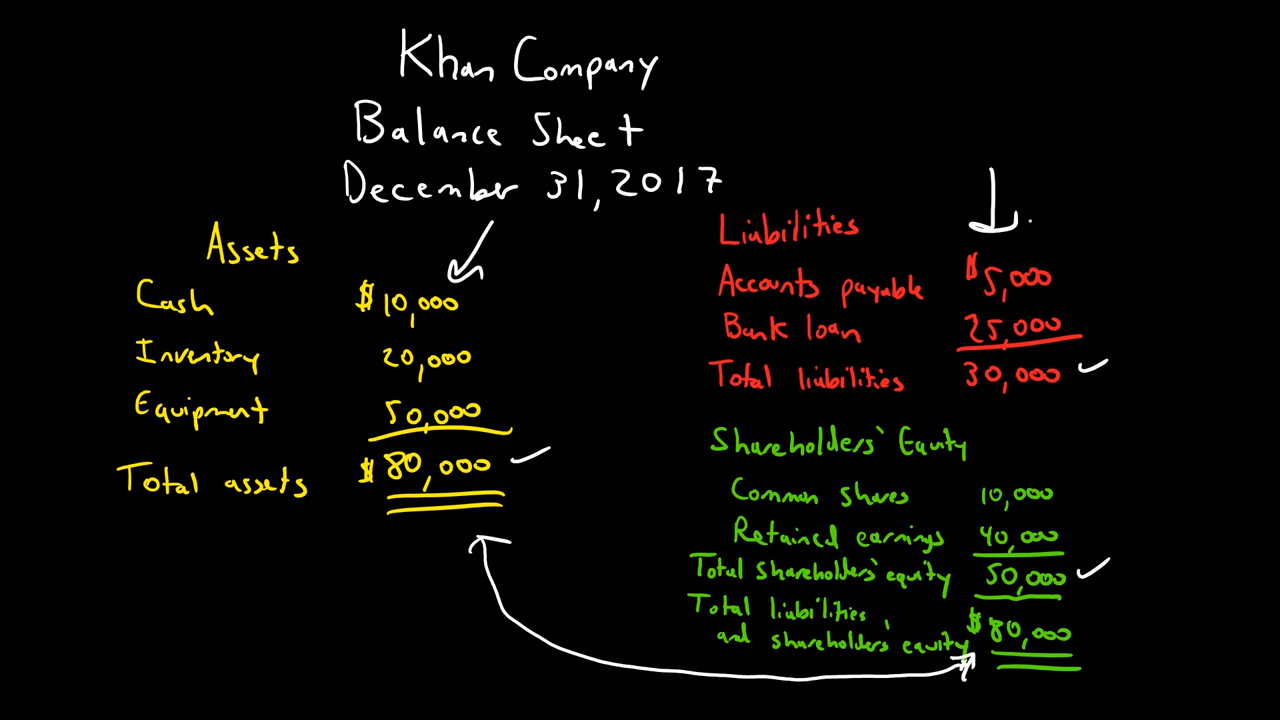 Khan Company
Balance Sheet
December 31, 2017
Assets
Cash $10,000
Inventory 20,000
Equipment 50,000
Total assets $80,000
Liabilities
Accounts payable $5,000
Bank loan 25,000
Total liabilities 30,000
Shareholders' Equity
Common shares 10,000
Retained earnings 40,000
Total shareholders' equity 50,000
Total liabilities
and shareholders' equity $80,000